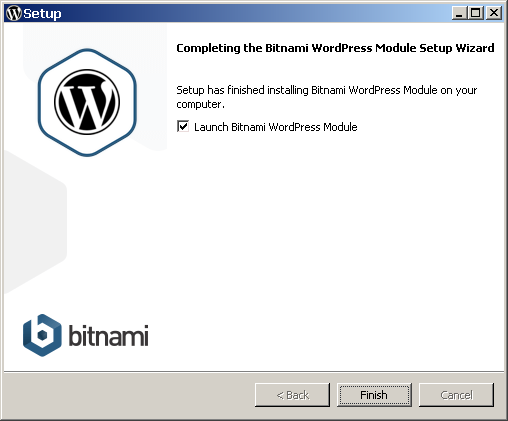 Setup
Completing the Bitnami WordPress Module Setup Wizard
Setup has finished installing Bitnami WordPress Module on your
computer.
Launch Bitnami WordPress Module
bitnami
< Back
Finish
Cancel